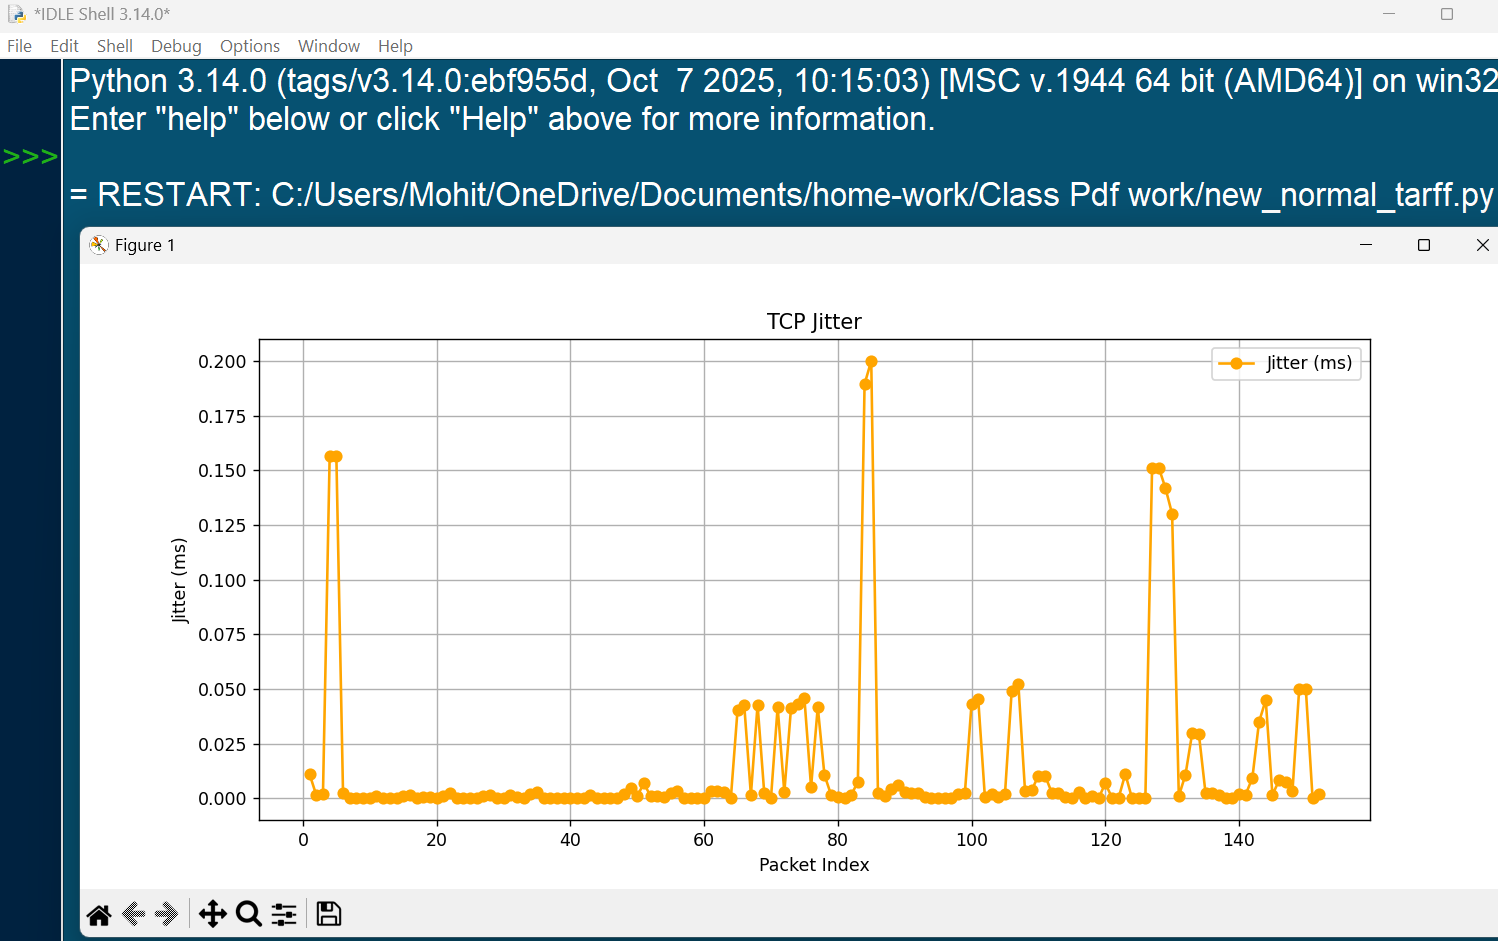 *IDLE Shell 3.14.0*
File Edit Shell Debug Options Window Help
Python 3.14.0 (tags/v3.14.0:ebf955d, Oct  7 2025, 10:15:03) [MSC v.1944 64 bit (AMD64)] on win32
Enter "help" below or click "Help" above for more information.
>>>
= RESTART: C:/Users/Mohit/OneDrive/Documents/home-work/Class Pdf work/new_normal_tarff.py
Figure 1
TCP Jitter
Jitter (ms)
0.200
0.175
0.150
0.125
0.100
0.075
0.050
0.025
0.000
Jitter (ms)
0 20 40 60 80 100 120 140
Packet Index